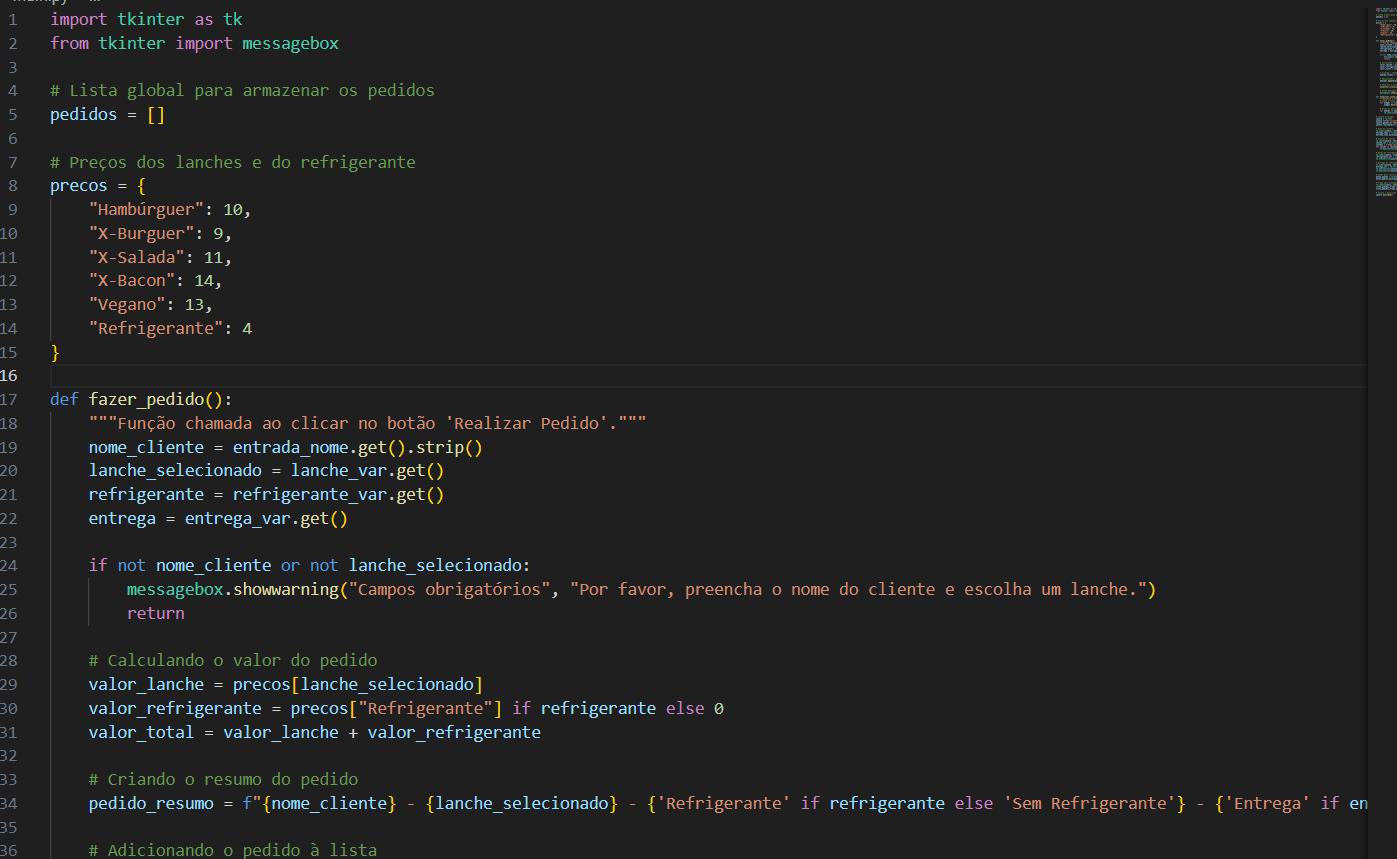 1 import tkinter as tk
2 from tkinter import messagebox
3
4 # Lista global para armazenar os pedidos
5 pedidos = []
6
7 # Preços dos lanches e do refrigerante
8 precos = {
9     "Hambúrguer": 10,
10     "X-Burguer": 9,
11     "X-Salada": 11,
12     "X-Bacon": 14,
13     "Vegano": 13,
14     "Refrigerante": 4
15 }
16
17 def fazer_pedido():
18     """Função chamada ao clicar no botão 'Realizar Pedido'."""
19     nome_cliente = entrada_nome.get().strip()
20     lanche_selecionado = lanche_var.get()
21     refrigerante = refrigerante_var.get()
22     entrega = entrega_var.get()
23
24     if not nome_cliente or not lanche_selecionado:
25         messagebox.showwarning("Campos obrigatórios", "Por favor, preencha o nome do cliente e escolha um lanche.")
26         return
27
28     # Calculando o valor do pedido
29     valor_lanche = precos[lanche_selecionado]
30     valor_refrigerante = precos["Refrigerante"] if refrigerante else 0
31     valor_total = valor_lanche + valor_refrigerante
32
33     # Criando o resumo do pedido
34     pedido_resumo = f"{nome_cliente} - {lanche_selecionado} - {'Refrigerante' if refrigerante else 'Sem Refrigerante'} - {'Entrega' if en
35
36     # Adicionando o pedido à lista